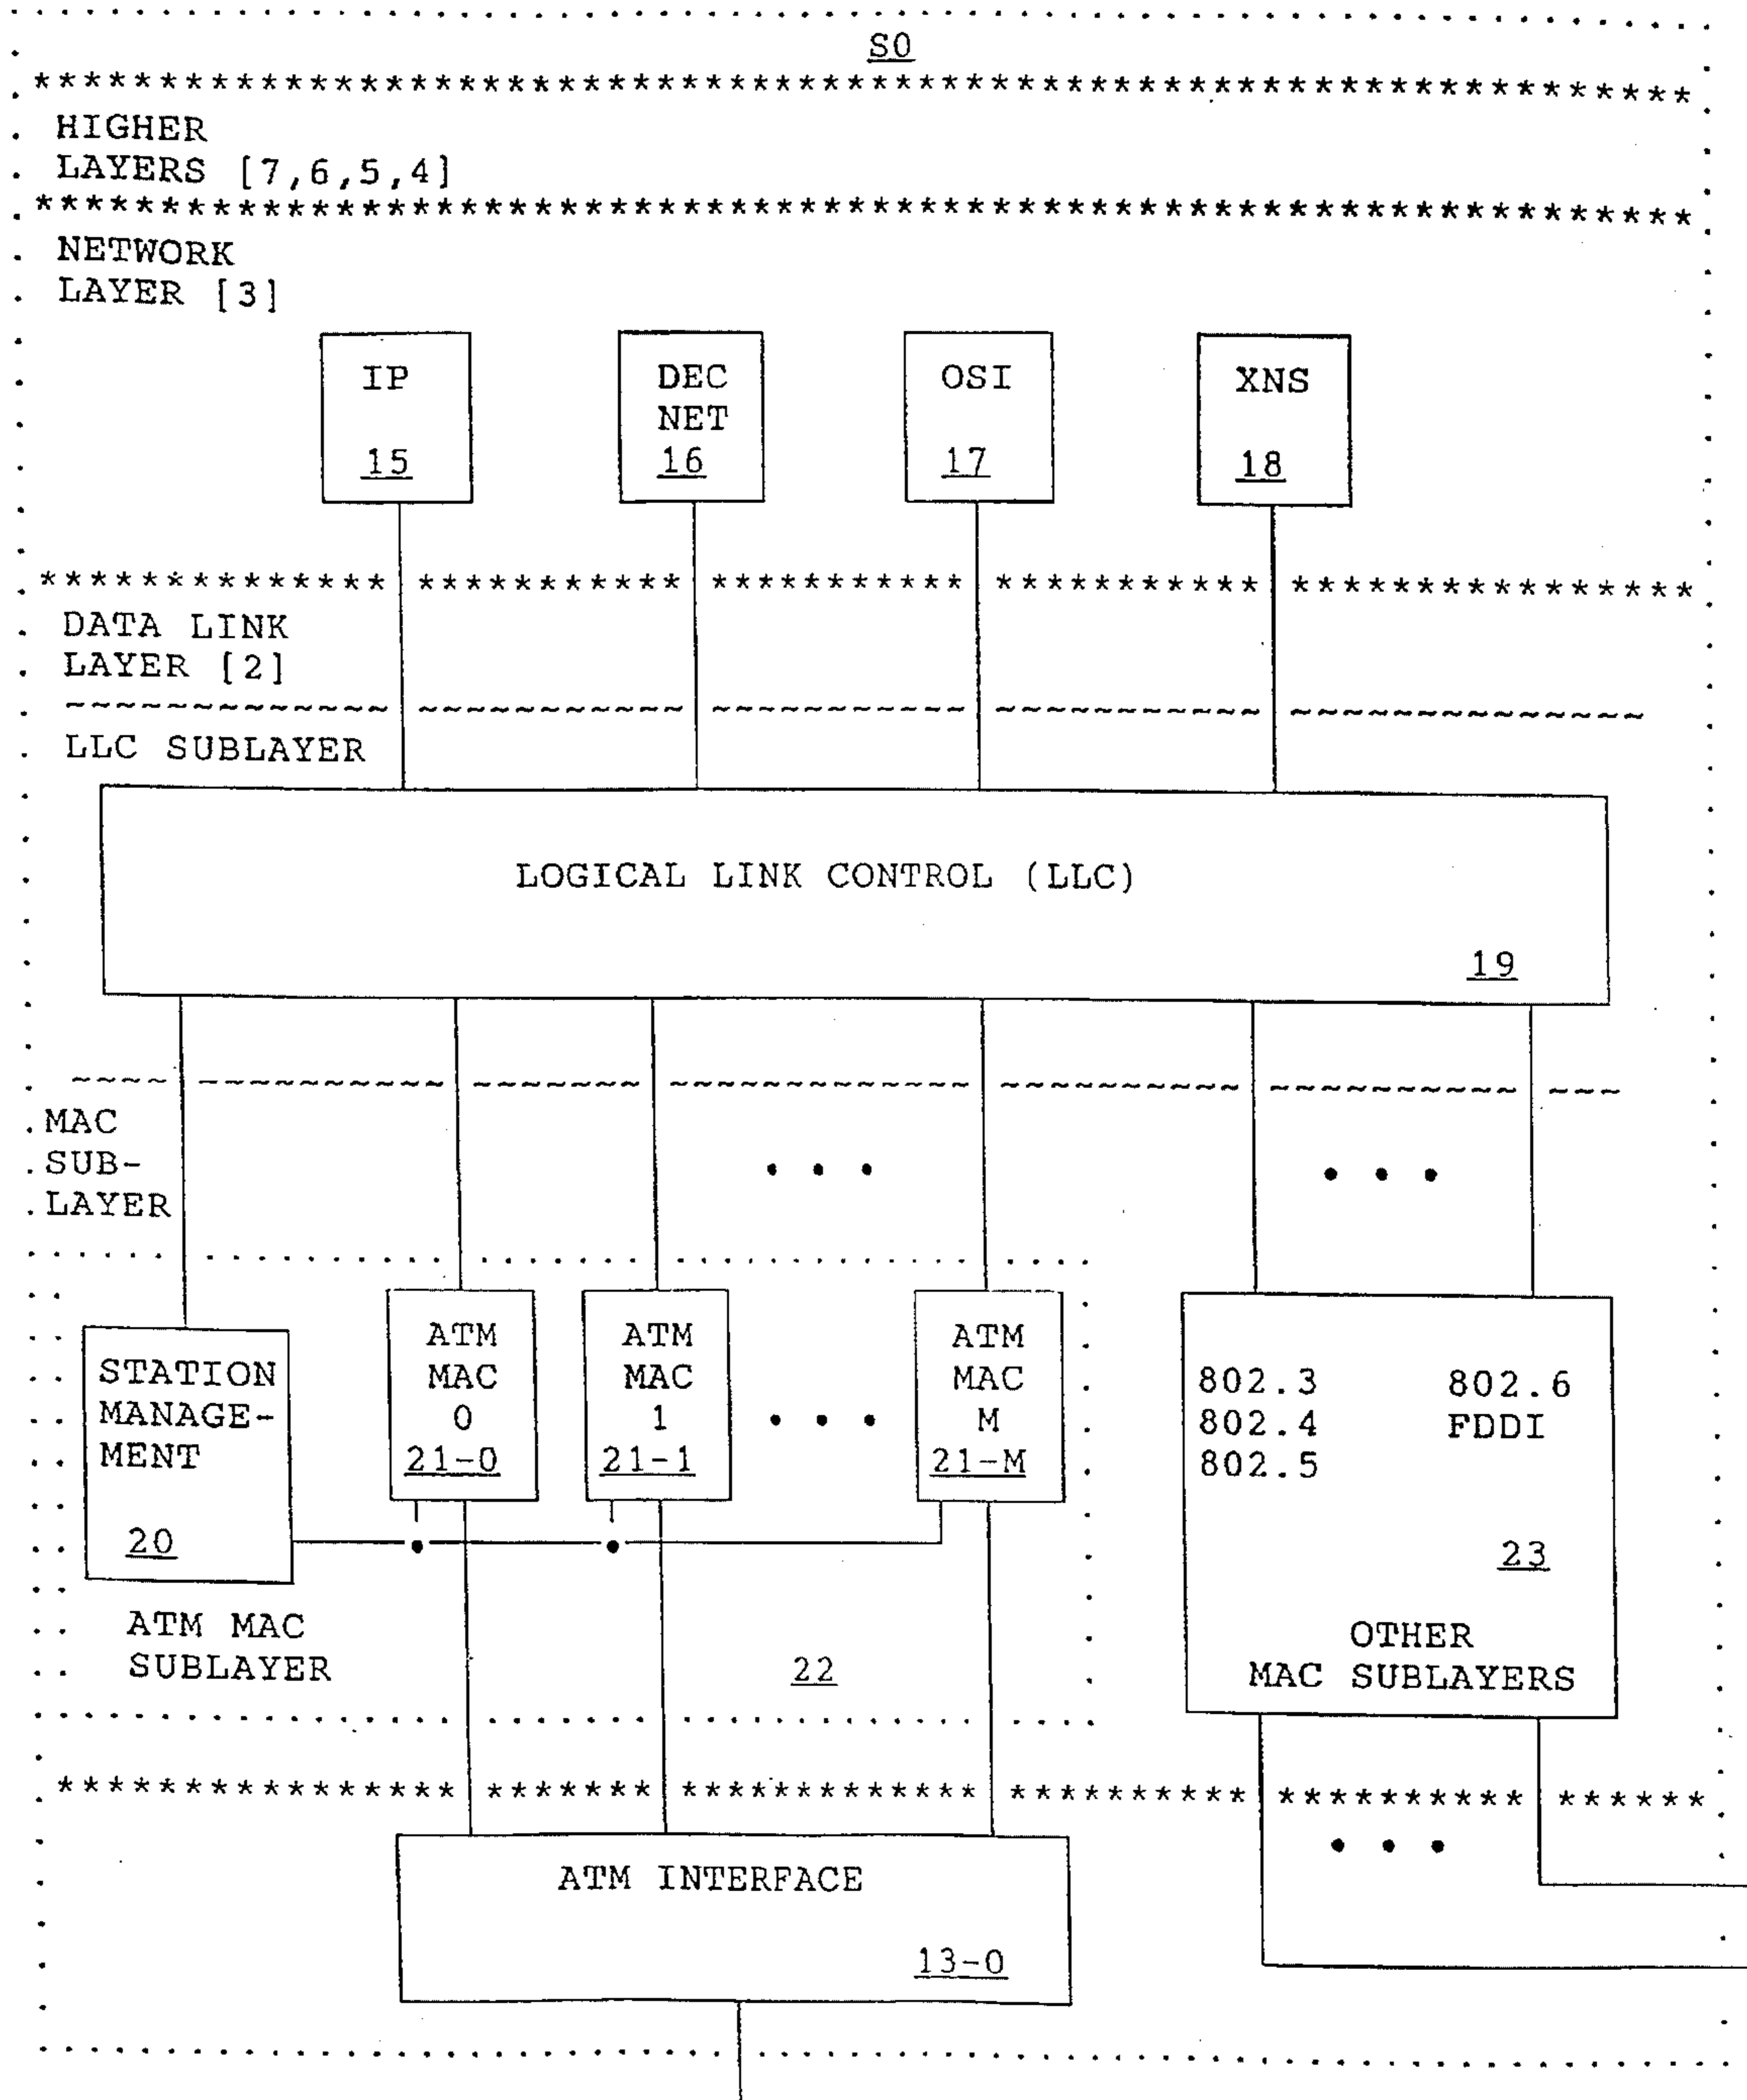 S0
HIGHER
LAYERS [7,6,5,4]
NETWORK
LAYER [3]
IP
15
DEC
NET
16
OSI
17
XNS
18
DATA LINK
LAYER [2]
LLC SUBLAYER
LOGICAL LINK CONTROL (LLC)
19
MAC
SUB-
LAYER
STATION
MANAGE-
MENT
20
ATM
MAC
0
21-0
ATM
MAC
1
21-1
ATM
MAC
M
21-M
802.3
802.4
802.5
802.6
FDDI
23
OTHER
MAC SUBLAYERS
ATM MAC
SUBLAYER
22
ATM INTERFACE
13-0